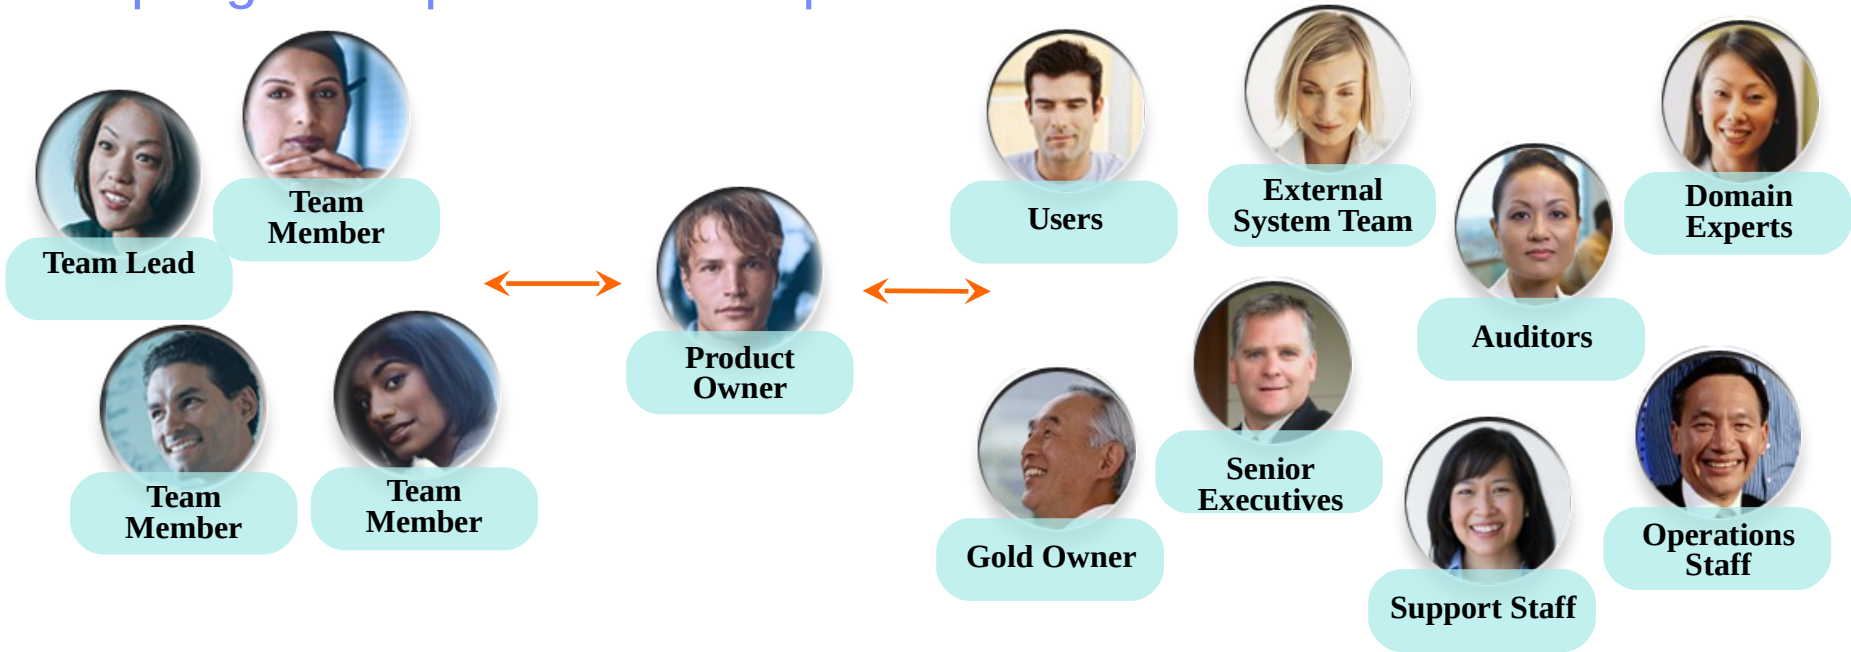 Team
Member
Team Lead
Team
Member
Team
Member
Product
Owner
Users
External
System Team
Domain
Experts
Auditors
Senior
Executives
Gold Owner
Operations
Staff
Support Staff